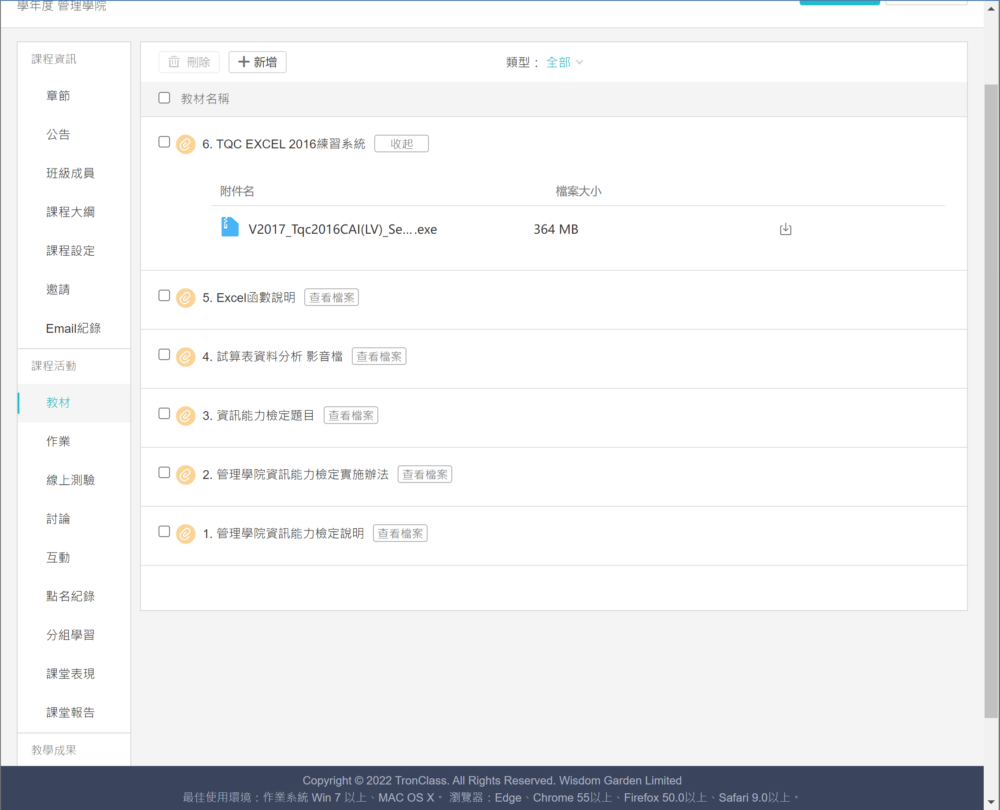 學年度 管理學院
課程資訊
章節
公告
班級成員
課程大綱
課程設定
邀請
Email紀錄
課程活動
教材
作業
線上測驗
討論
互動
點名紀錄
分組學習
課堂表現
課堂報告
教學成果
刪除 新增 類型： 全部
教材名稱
6. TQC EXCEL 2016練習系統 收起
附件名 檔案大小
V2017_Tqc2016CAI(LV)_Se....exe 364 MB
5. Excel函數說明 查看檔案
4. 試算表資料分析 影音檔 查看檔案
3. 資訊能力檢定題目 查看檔案
2. 管理學院資訊能力檢定實施辦法 查看檔案
1. 管理學院資訊能力檢定說明 查看檔案
Copyright © 2022 TronClass. All Rights Reserved. Wisdom Garden Limited
最佳使用環境：作業系統 Win 7 以上、MAC OS X。 瀏覽器：Edge、Chrome 55以上、Firefox 50.0以上、Safari 9.0以上。